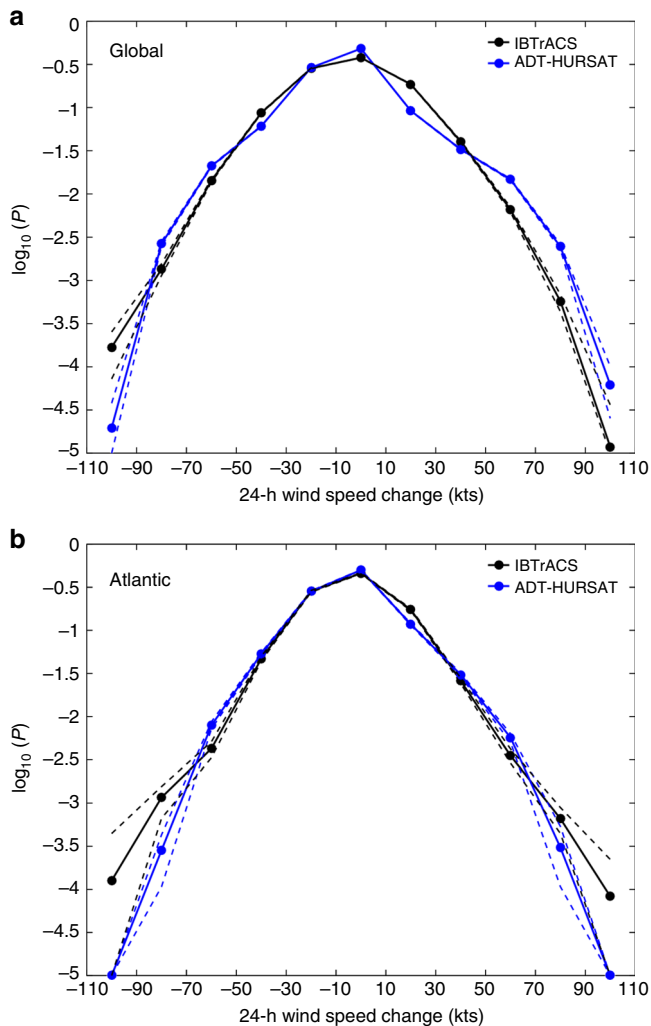 a
0
Global
IBTrACS
ADT-HURSAT
–0.5
–1
–1.5
–2
log10 (P)
–2.5
–3
–3.5
–4
–4.5
–5
–110 –90 –70 –50 –30 –10 10 30 50 70 90 110
24-h wind speed change (kts)
b
0
Atlantic
IBTrACS
ADT-HURSAT
–0.5
–1
–1.5
–2
log10 (P)
–2.5
–3
–3.5
–4
–4.5
–5
–110 –90 –70 –50 –30 –10 10 30 50 70 90 110
24-h wind speed change (kts)